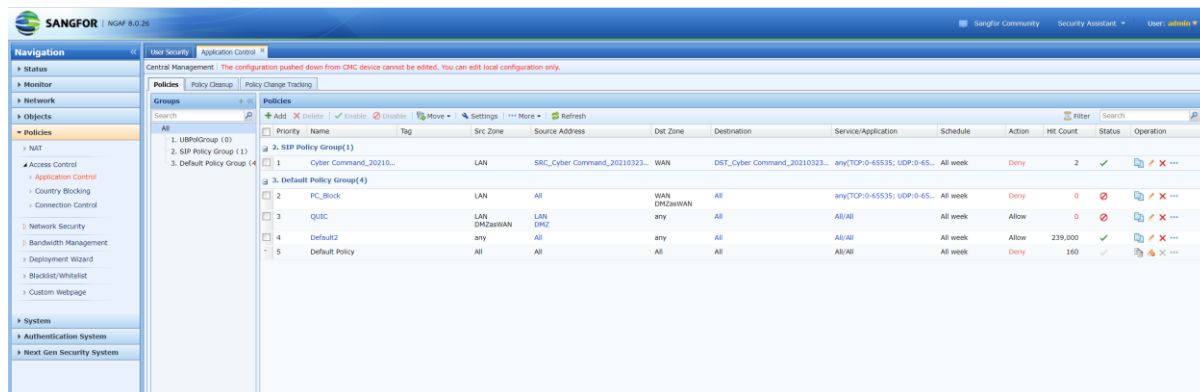 SANGFOR | NGAF 8.0.26
Sangfor Community Security Assistant User: admin
Navigation
Status
Monitor
Network
Objects
Policies
NAT
Access Control
Application Control
Country Blocking
Connection Control
Network Security
Bandwidth Management
Deployment Wizard
Blacklist/Whitelist
Custom Webpage
System
Authentication System
Next Gen Security System
User Security Application Control
Central Management The configuration pushed down from CMC device cannot be edited. You can edit local configuration only.
Policies Policy Cleanup Policy Change Tracking
Groups
Search
All
1. UBPolGroup (0)
2. SIP Policy Group (1)
3. Default Policy Group (4
Policies
Add Delete Enable Disable Move Settings More Refresh Filter Search
Priority Name Tag Src Zone Source Address Dst Zone Destination Service/Application Schedule Action Hit Count Status Operation
2. SIP Policy Group(1)
1 Cyber Command_20210... LAN SRC_Cyber Command_20210323... WAN DST_Cyber Command_20210323... any(TCP:0-65535; UDP:0-65... All week Deny 2
3. Default Policy Group(4)
2 PC_Block LAN All WAN DMZasWAN All any(TCP:0-65535; UDP:0-65... All week Deny 0
3 QUIC LAN DMZasWAN LAN DMZ any All All/All All week Allow 0
4 Default2 any All any All All/All All week Allow 239,000
5 Default Policy All All All All All/All All week Deny 160